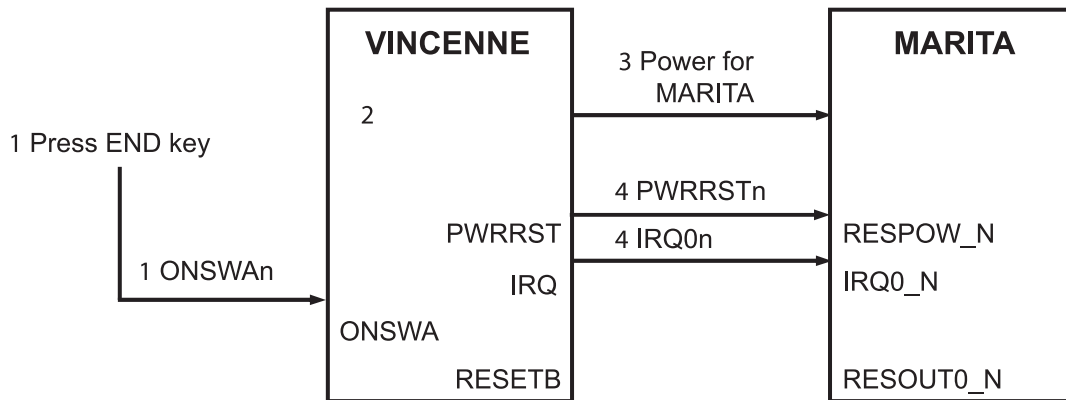 VINCENNE
MARITA
3 Power for
MARITA
2
1 Press END key
4 PWRRSTn
PWRRST
RESPOW_N
4 IRQ0n
1 ONSWAn
IRQ
IRQ0_N
ONSWA
RESETB
RESOUT0_N